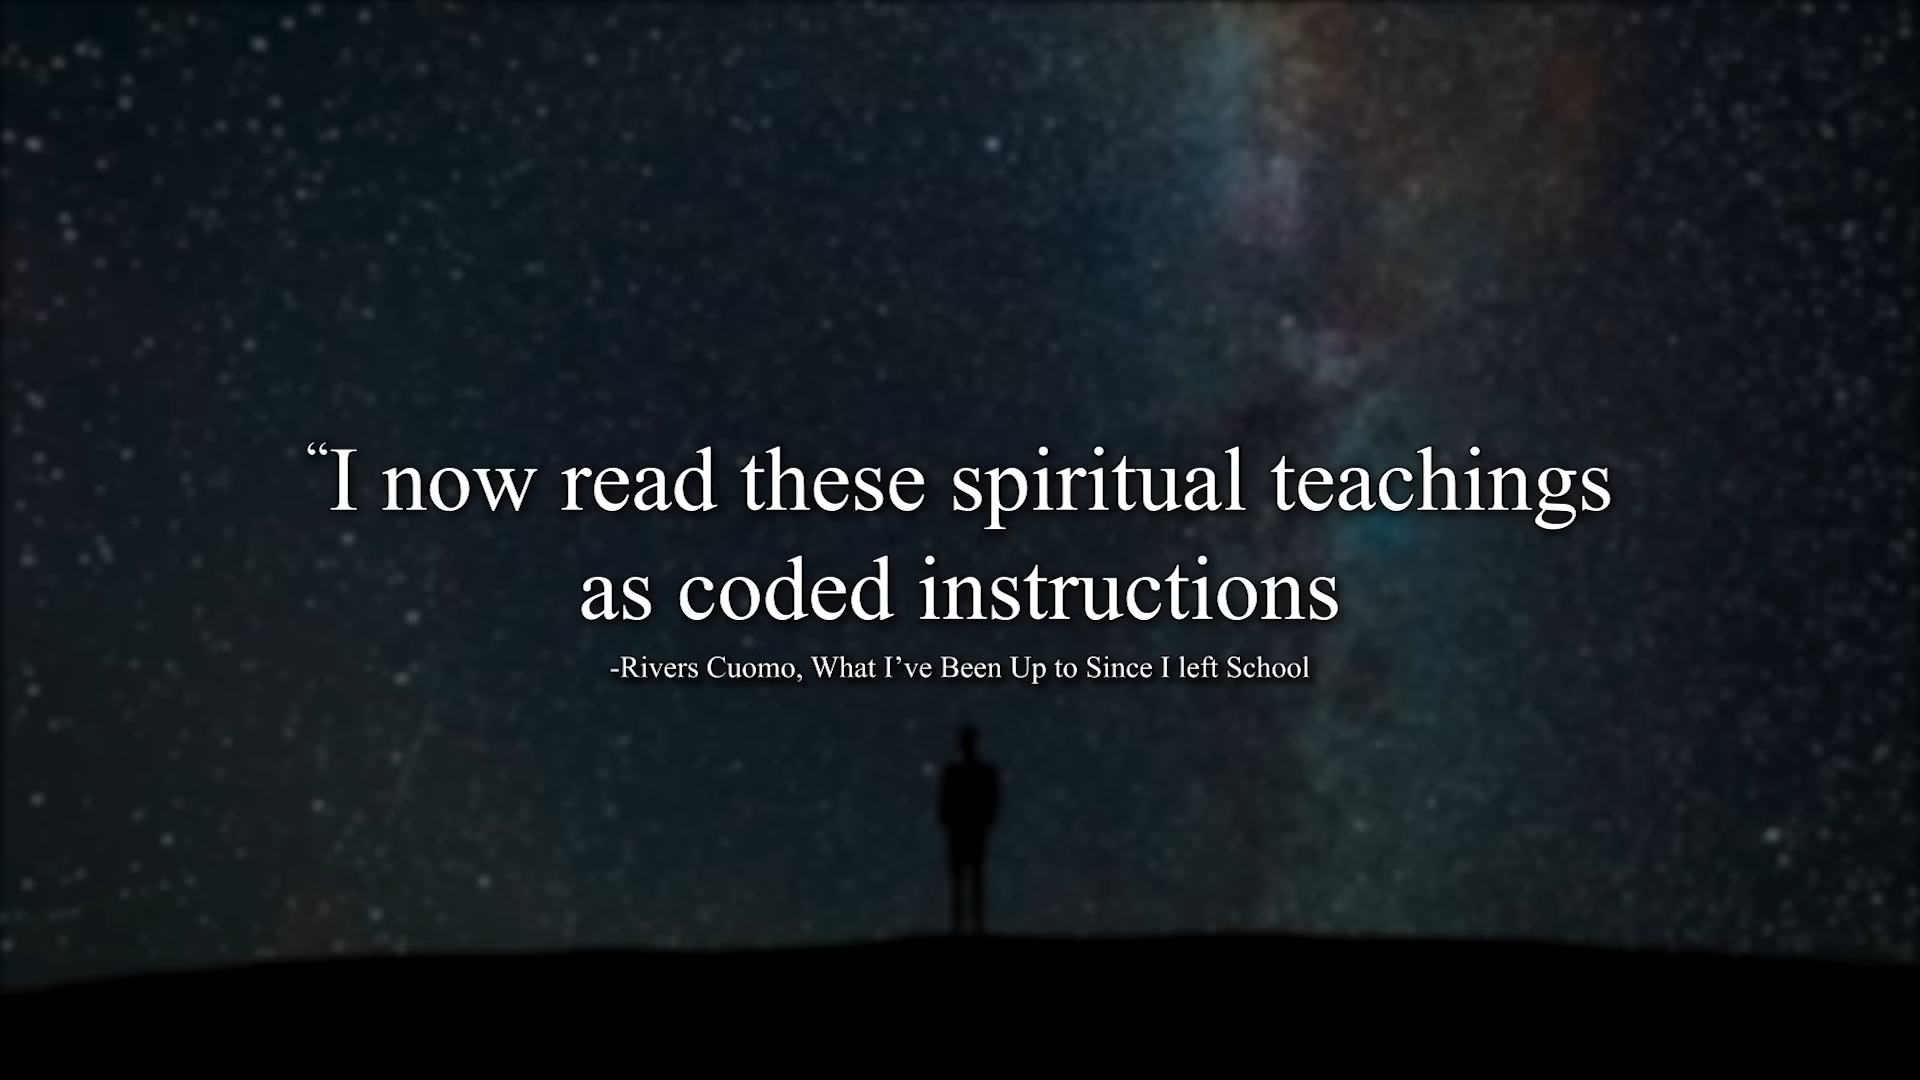 “I now read these spiritual teachings
as coded instructions
-Rivers Cuomo, What I’ve Been Up to Since I left School